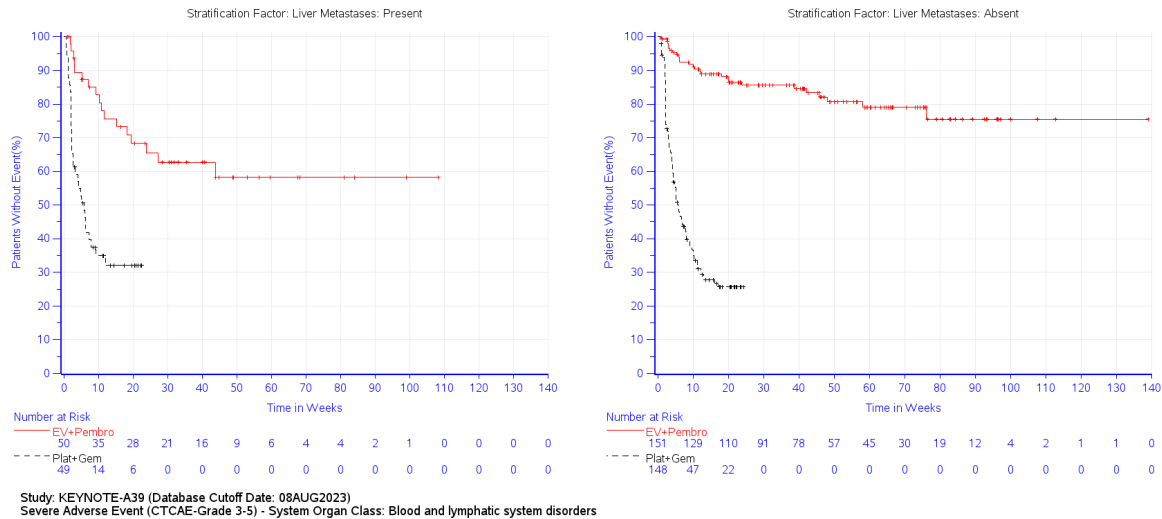 Stratification Factor: Liver Metastases: Present
100
90
80
70
60
50
40
30
20
10
0
Patients Without Event(%)
0 10 20 30 40 50 60 70 80 90 100 110 120 130 140
Time in Weeks
Number at Risk
EV+Pembro
50 35 28 21 16 9 6 4 4 2 1 0 0 0 0
Plat+Gem
49 14 6 0 0 0 0 0 0 0 0 0 0 0 0
Stratification Factor: Liver Metastases: Absent
100
90
80
70
60
50
40
30
20
10
0
Patients Without Event(%)
0 10 20 30 40 50 60 70 80 90 100 110 120 130 140
Time in Weeks
Number at Risk
EV+Pembro
151 129 110 91 78 57 45 30 19 12 4 2 1 1 0
Plat+Gem
148 47 22 0 0 0 0 0 0 0 0 0 0 0 0
Study: KEYNOTE-A39 (Database Cutoff Date: 08AUG2023)
Severe Adverse Event (CTCAE-Grade 3-5) - System Organ Class: Blood and lymphatic system disorders